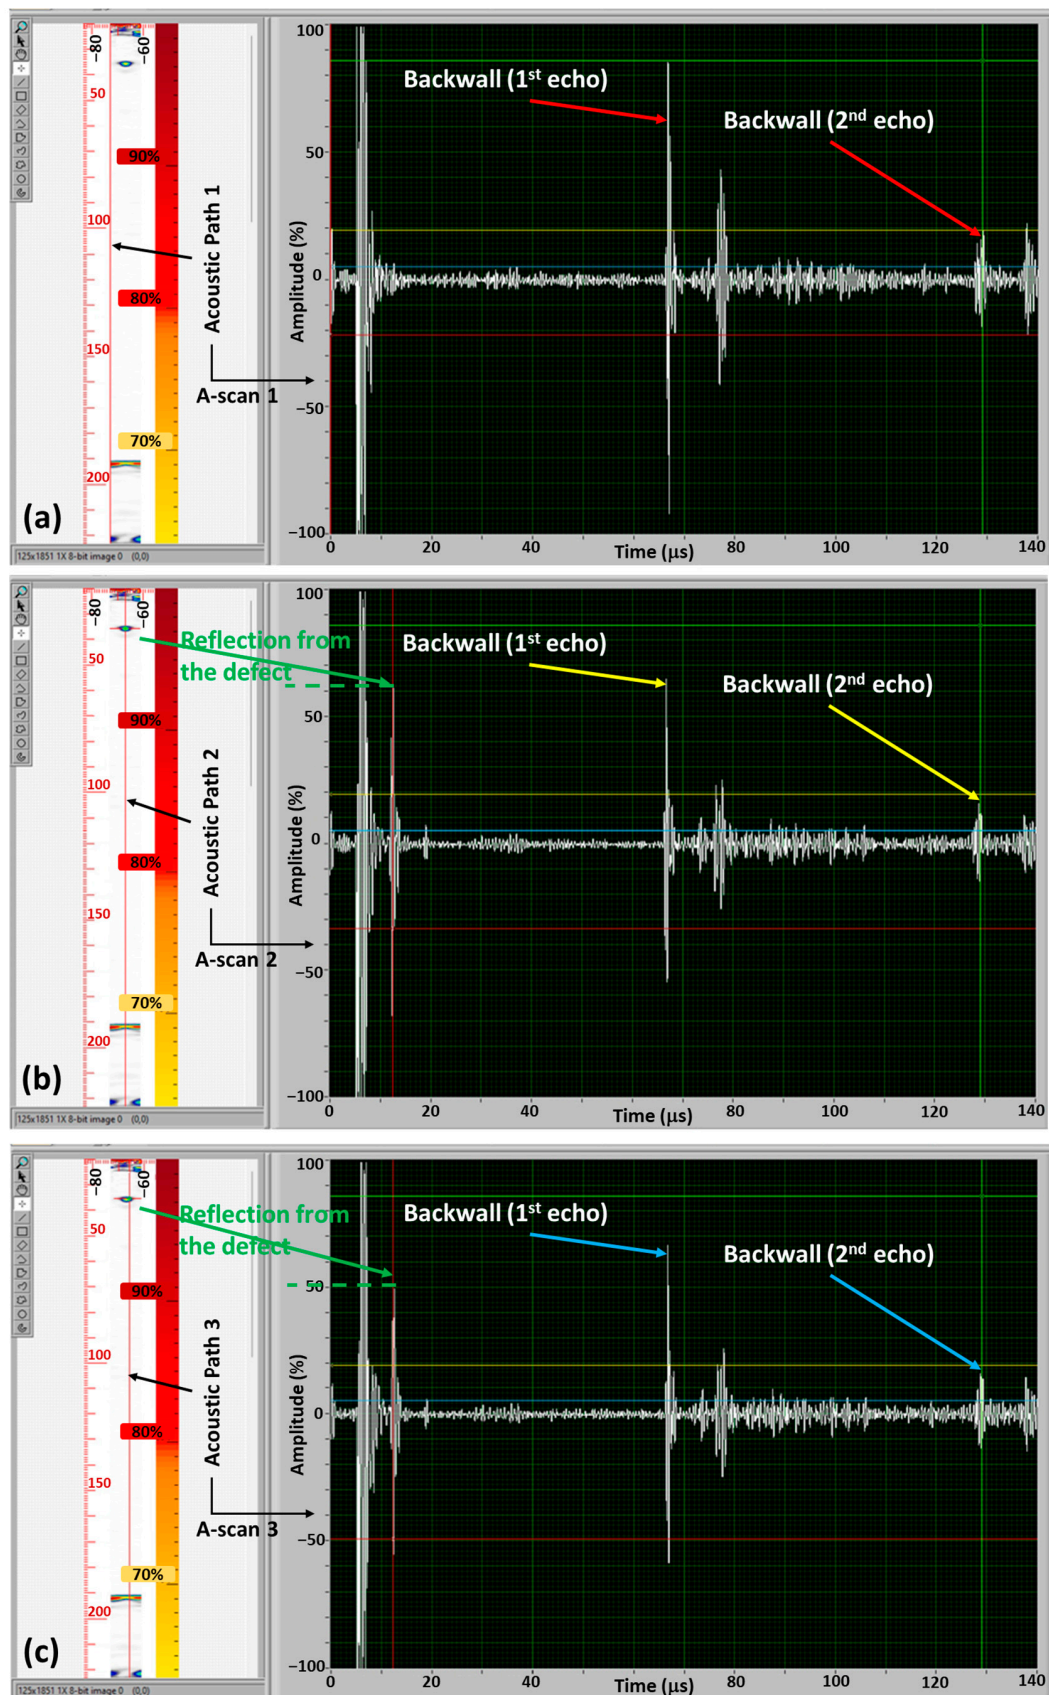 −80
−60
50
90%
100
Acoustic Path 1
80%
150
A-scan 1
70%
200
(a)
125x1851 1X 8-bit image 0 (0,0)
100
50
0
−50
−100
Amplitude (%)
Backwall (1st echo)
Backwall (2nd echo)
0 20 40 60 80 100 120 140
Time (μs)
−80
−60
Reflection from
the defect
50
90%
100
Acoustic Path 2
80%
150
A-scan 2
70%
200
(b)
125x1851 1X 8-bit image 0 (0,0)
100
50
0
−50
−100
Amplitude (%)
Backwall (1st echo)
Backwall (2nd echo)
0 20 40 60 80 100 120 140
Time (μs)
−80
−60
Reflection from
the defect
50
90%
100
Acoustic Path 3
80%
150
A-scan 3
70%
200
(c)
125x1851 1X 8-bit image 0 (0,0)
100
50
0
−50
−100
Amplitude (%)
Backwall (1st echo)
Backwall (2nd echo)
0 20 40 60 80 100 120 140
Time (μs)